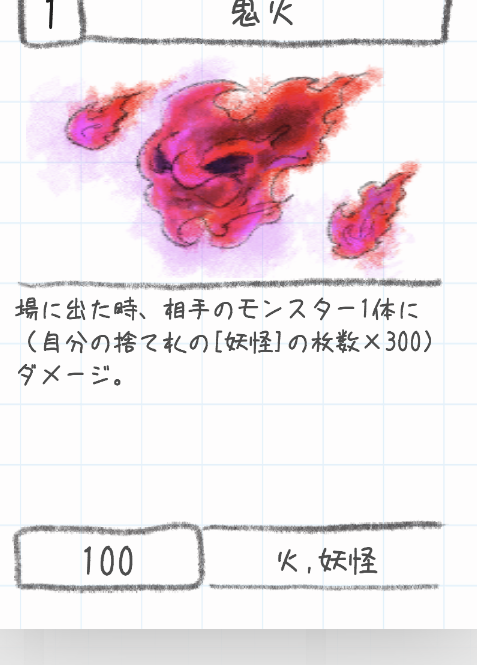 1
鬼火
場に出た時、相手のモンスター1体に
（自分の捨て札の[妖怪]の枚数×300）
ダメージ。
100
火,妖怪